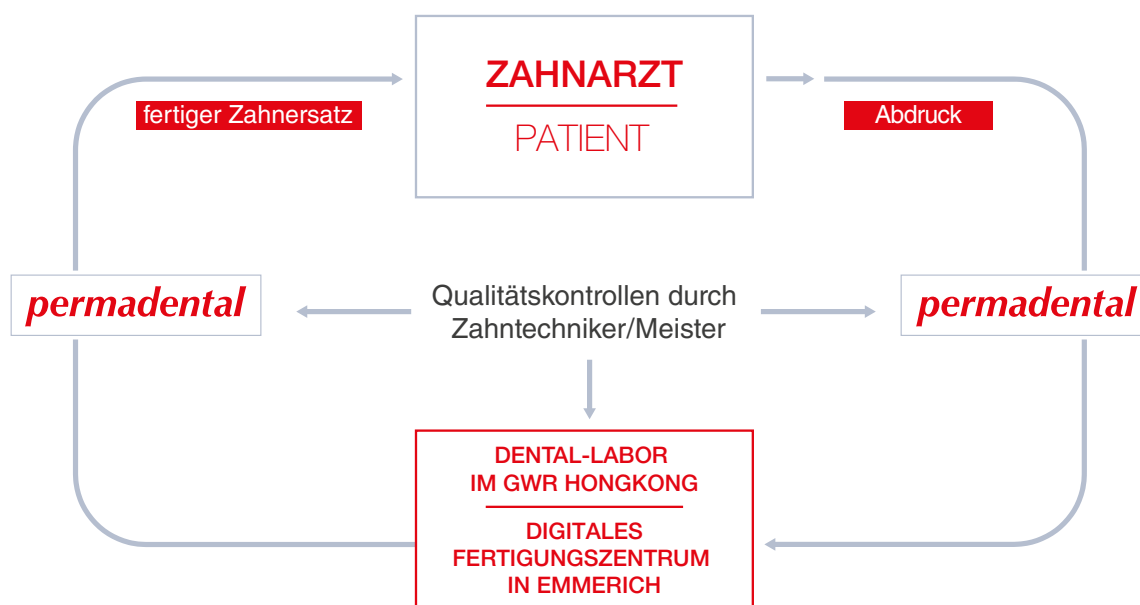 ZAHNARZT
PATIENT
fertiger Zahnersatz
Abdruck
permadental
Qualitätskontrollen durch
Zahntechniker/Meister
permadental
DENTAL-LABOR
IM GWR HONGKONG
DIGITALES
FERTIGUNGSZENTRUM
IN EMMERICH